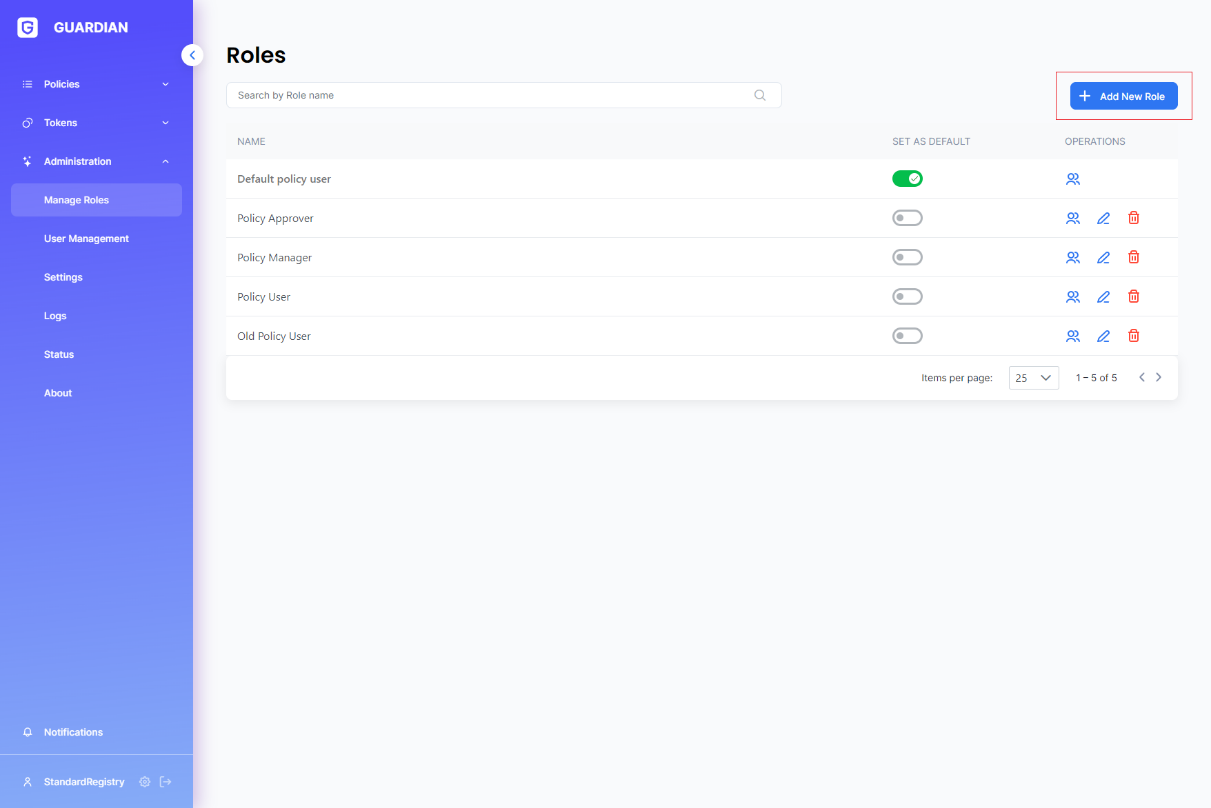 GUARDIAN
Policies
Tokens
Administration
Manage Roles
User Management
Settings
Logs
Status
About
Notifications
StandardRegistry
Roles
Search by Role name
Add New Role
NAME SET AS DEFAULT OPERATIONS
Default policy user
Policy Approver
Policy Manager
Policy User
Old Policy User
Items per page: 25 1 – 5 of 5